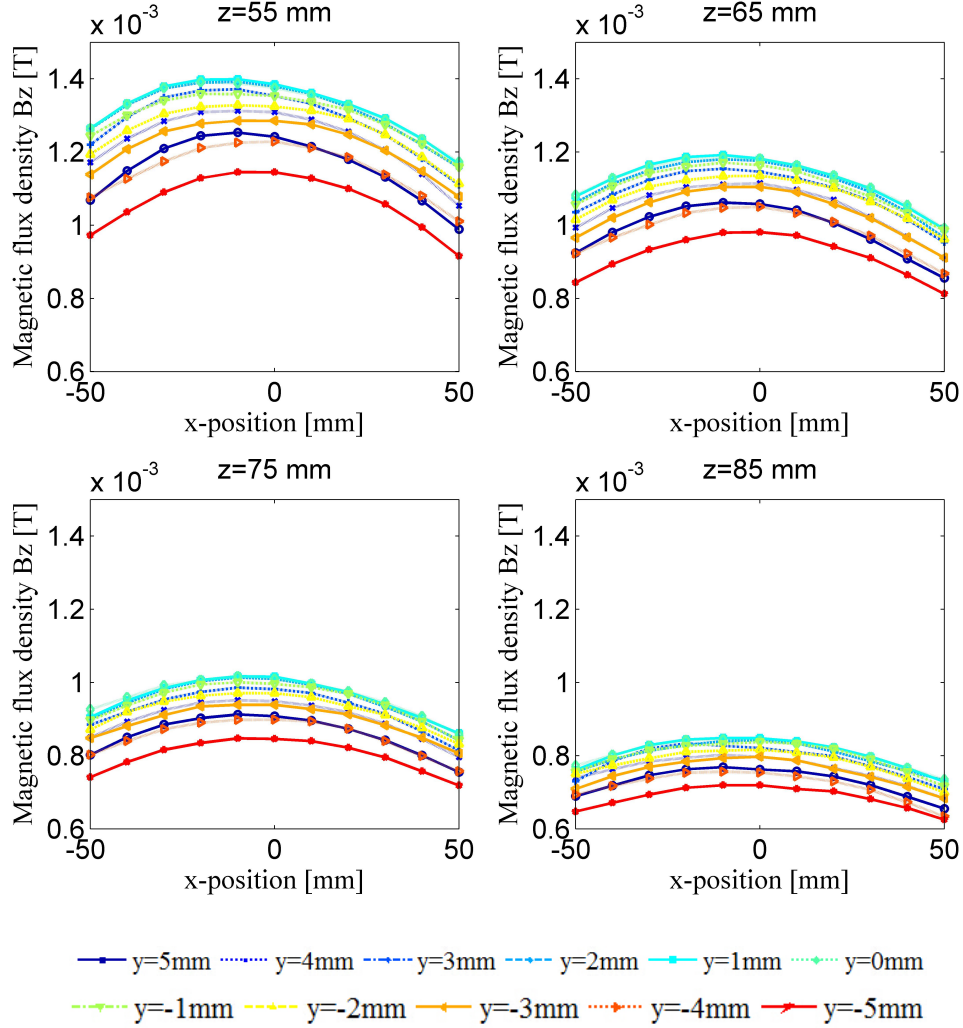 x 10⁻³ z=55 mm
Magnetic flux density Bz [T]
1.4
1.2
1
0.8
0.6
-50 0 50
x-position [mm]
x 10⁻³ z=65 mm
Magnetic flux density Bz [T]
1.4
1.2
1
0.8
0.6
-50 0 50
x-position [mm]
x 10⁻³ z=75 mm
Magnetic flux density Bz [T]
1.4
1.2
1
0.8
0.6
-50 0 50
x-position [mm]
x 10⁻³ z=85 mm
Magnetic flux density Bz [T]
1.4
1.2
1
0.8
0.6
-50 0 50
x-position [mm]
y=5mm y=4mm y=3mm y=2mm y=1mm y=0mm
y=-1mm y=-2mm y=-3mm y=-4mm y=-5mm